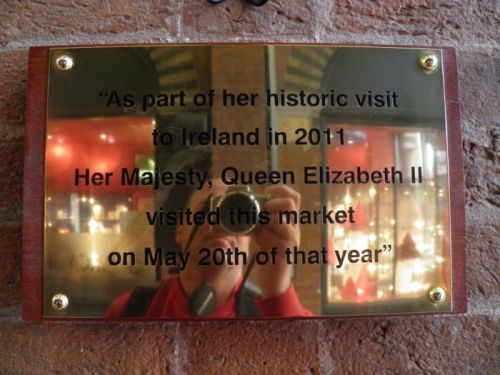 “As part of her historic visit
to Ireland in 2011
Her Majesty, Queen Elizabeth II
visited this market
on May 20th of that year”